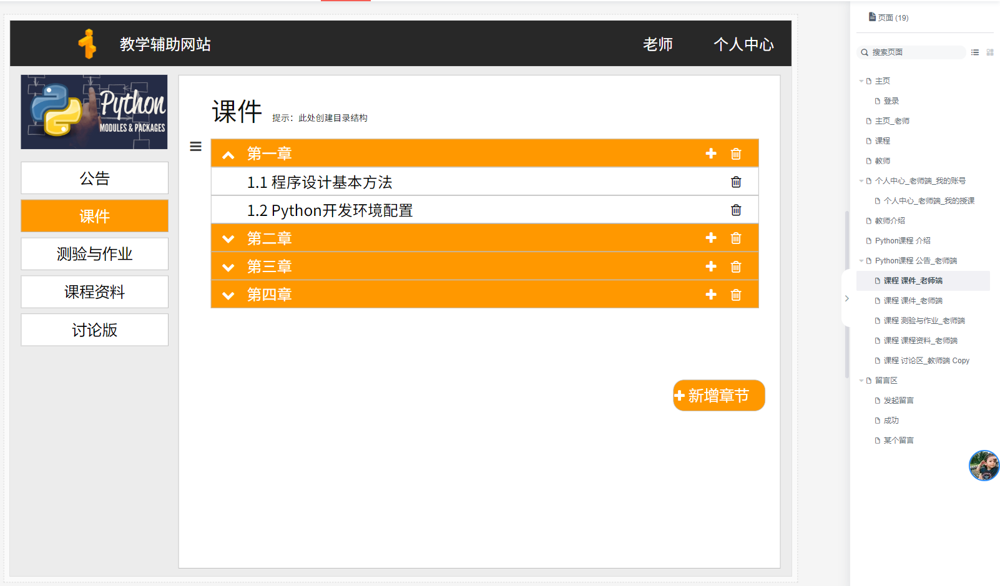 教学辅助网站
老师
个人中心
Python
MODULES & PACKAGES
公告
课件
测验与作业
课程资料
讨论版
课件 提示：此处创建目录结构
第一章
1.1 程序设计基本方法
1.2 Python开发环境配置
第二章
第三章
第四章
新增章节
页面 (19)
搜索页面
主页
登录
主页_老师
课程
教师
个人中心_老师端_我的账号
个人中心_老师端_我的授课
教师介绍
Python课程 介绍
Python课程 公告_老师端
课程 课件_老师端
课程 课件_老师端
课程 测验与作业_老师端
课程 课程资料_老师端
课程 讨论区_教师端 Copy
留言区
发起留言
成功
某个留言